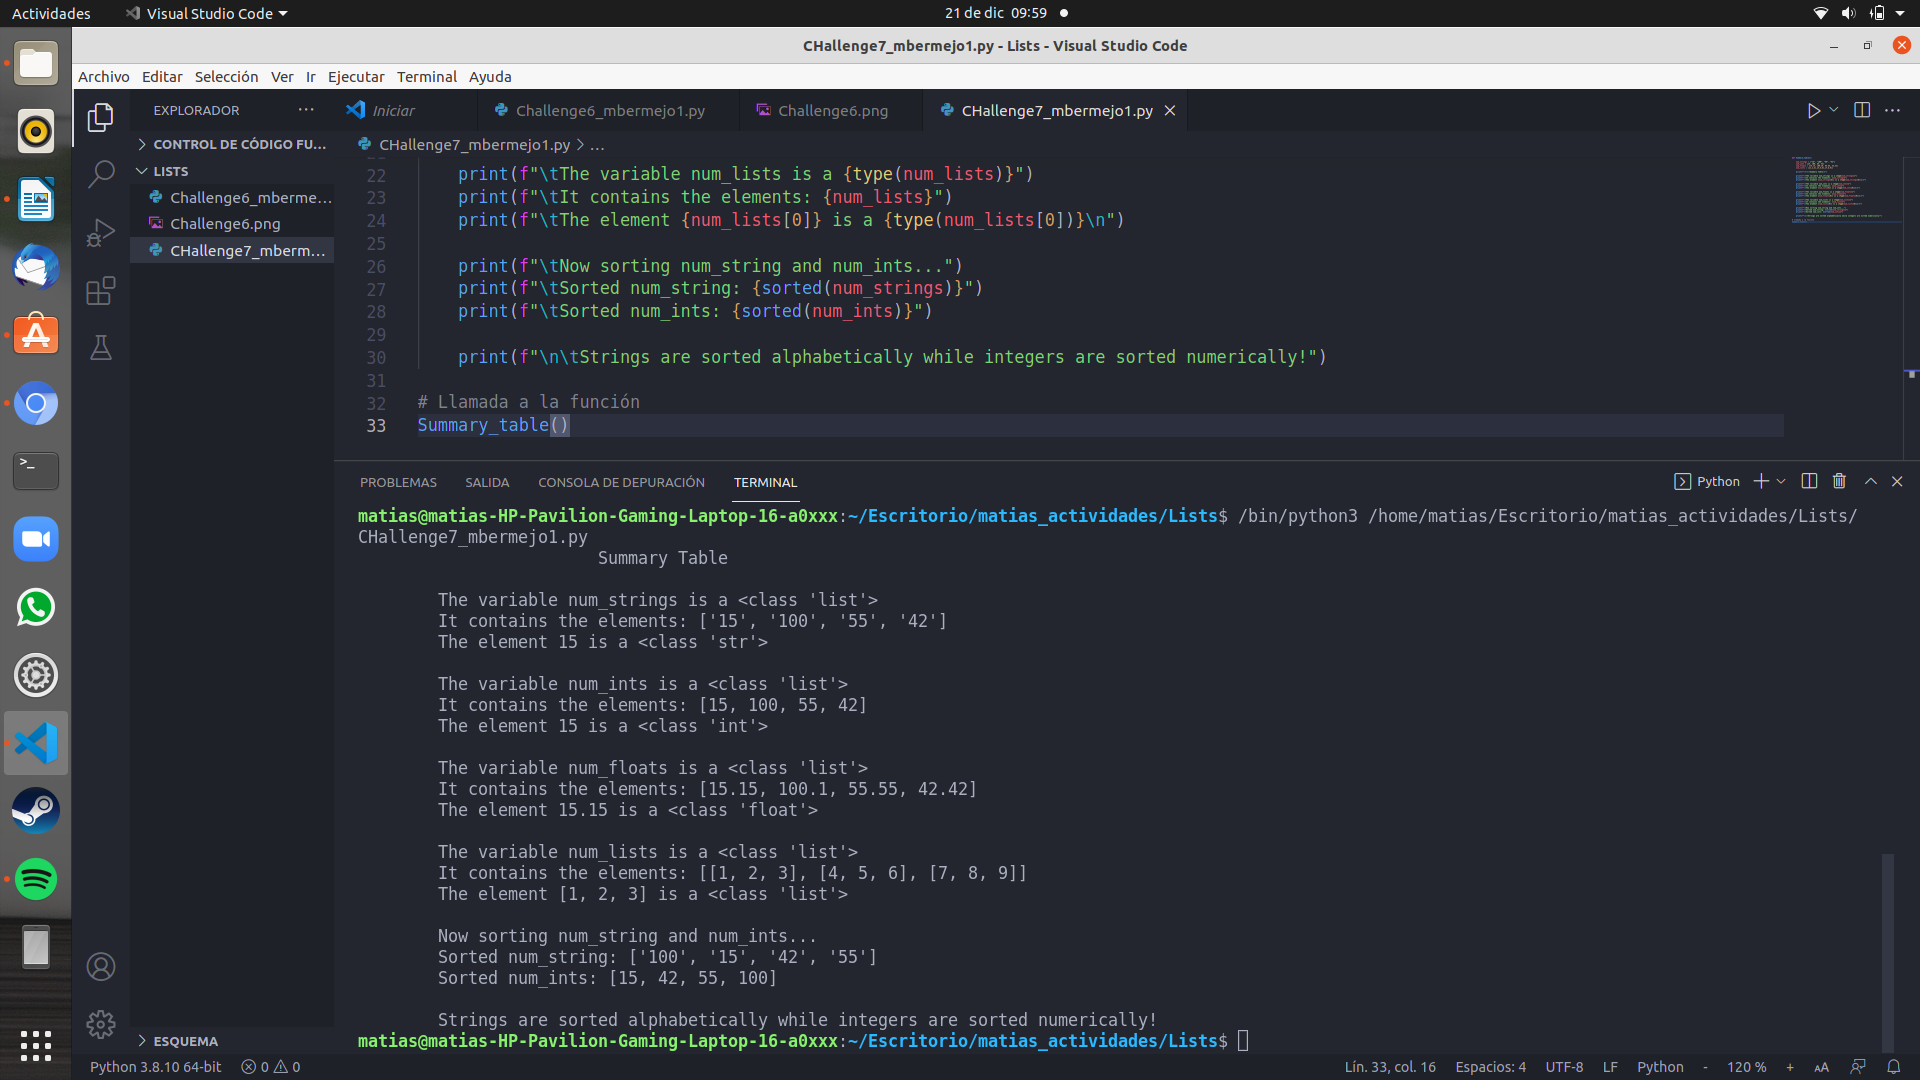 Actividades
Visual Studio Code
21 de dic 09:59
CHallenge7_mbermejo1.py - Lists - Visual Studio Code
Archivo Editar Selección Ver Ir Ejecutar Terminal Ayuda
EXPLORADOR
Iniciar
Challenge6_mbermejo1.py
Challenge6.png
CHallenge7_mbermejo1.py
CONTROL DE CÓDIGO FU...
LISTS
Challenge6_mberme...
Challenge6.png
CHallenge7_mberm...
ESQUEMA
CHallenge7_mbermejo1.py > ...
22 print(f"\tThe variable num_lists is a {type(num_lists)}")
23 print(f"\tIt contains the elements: {num_lists}")
24 print(f"\tThe element {num_lists[0]} is a {type(num_lists[0])}\n")
25
26 print(f"\tNow sorting num_string and num_ints...")
27 print(f"\tSorted num_string: {sorted(num_strings)}")
28 print(f"\tSorted num_ints: {sorted(num_ints)}")
29
30 print(f"\n\tStrings are sorted alphabetically while integers are sorted numerically!")
31
32 # Llamada a la función
33 Summary_table()
PROBLEMAS SALIDA CONSOLA DE DEPURACIÓN TERMINAL
Python
matias@matias-HP-Pavilion-Gaming-Laptop-16-a0xxx:~/Escritorio/matias_actividades/Lists$ /bin/python3 /home/matias/Escritorio/matias_actividades/Lists/
CHallenge7_mbermejo1.py
Summary Table
The variable num_strings is a <class 'list'>
It contains the elements: ['15', '100', '55', '42']
The element 15 is a <class 'str'>
The variable num_ints is a <class 'list'>
It contains the elements: [15, 100, 55, 42]
The element 15 is a <class 'int'>
The variable num_floats is a <class 'list'>
It contains the elements: [15.15, 100.1, 55.55, 42.42]
The element 15.15 is a <class 'float'>
The variable num_lists is a <class 'list'>
It contains the elements: [[1, 2, 3], [4, 5, 6], [7, 8, 9]]
The element [1, 2, 3] is a <class 'list'>
Now sorting num_string and num_ints...
Sorted num_string: ['100', '15', '42', '55']
Sorted num_ints: [15, 42, 55, 100]
Strings are sorted alphabetically while integers are sorted numerically!
matias@matias-HP-Pavilion-Gaming-Laptop-16-a0xxx:~/Escritorio/matias_actividades/Lists$
Python 3.8.10 64-bit 0 0
Lín. 33, col. 16 Espacios: 4 UTF-8 LF Python - 120 % + AA